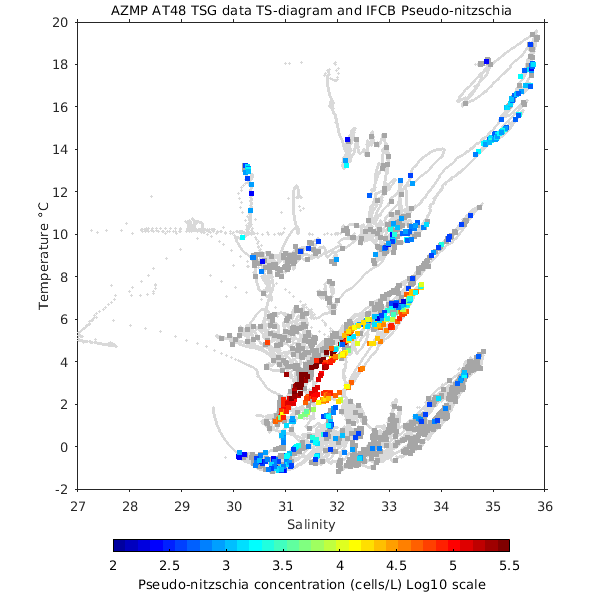 AZMP AT48 TSG data TS-diagram and IFCB Pseudo-nitzschia
20
18
16
14
12
10
8
6
4
2
0
-2
Temperature °C
27 28 29 30 31 32 33 34 35 36
Salinity
2 2.5 3 3.5 4 4.5 5 5.5
Pseudo-nitzschia concentration (cells/L) Log10 scale